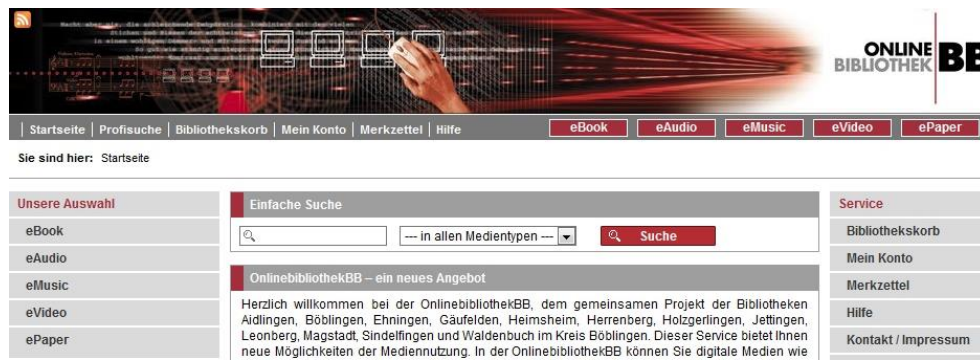 ONLINE
BIBLIOTHEK BB
Startseite | Profisuche | Bibliothekskorb | Mein Konto | Merkzettel | Hilfe
eBook eAudio eMusic eVideo ePaper
Sie sind hier: Startseite
Unsere Auswahl
eBook
eAudio
eMusic
eVideo
ePaper
Einfache Suche
--- in allen Medientypen --- Suche
OnlinebibliothekBB – ein neues Angebot
Herzlich willkommen bei der OnlinebibliothekBB, dem gemeinsamen Projekt der Bibliotheken
Aidlingen, Böblingen, Ehningen, Gäufelden, Heimsheim, Herrenberg, Holzgerlingen, Jettingen,
Leonberg, Magstadt, Sindelfingen und Waldenbuch im Kreis Böblingen. Dieser Service bietet Ihnen
neue Möglichkeiten der Mediennutzung. In der OnlinebibliothekBB können Sie digitale Medien wie
Service
Bibliothekskorb
Mein Konto
Merkzettel
Hilfe
Kontakt / Impressum